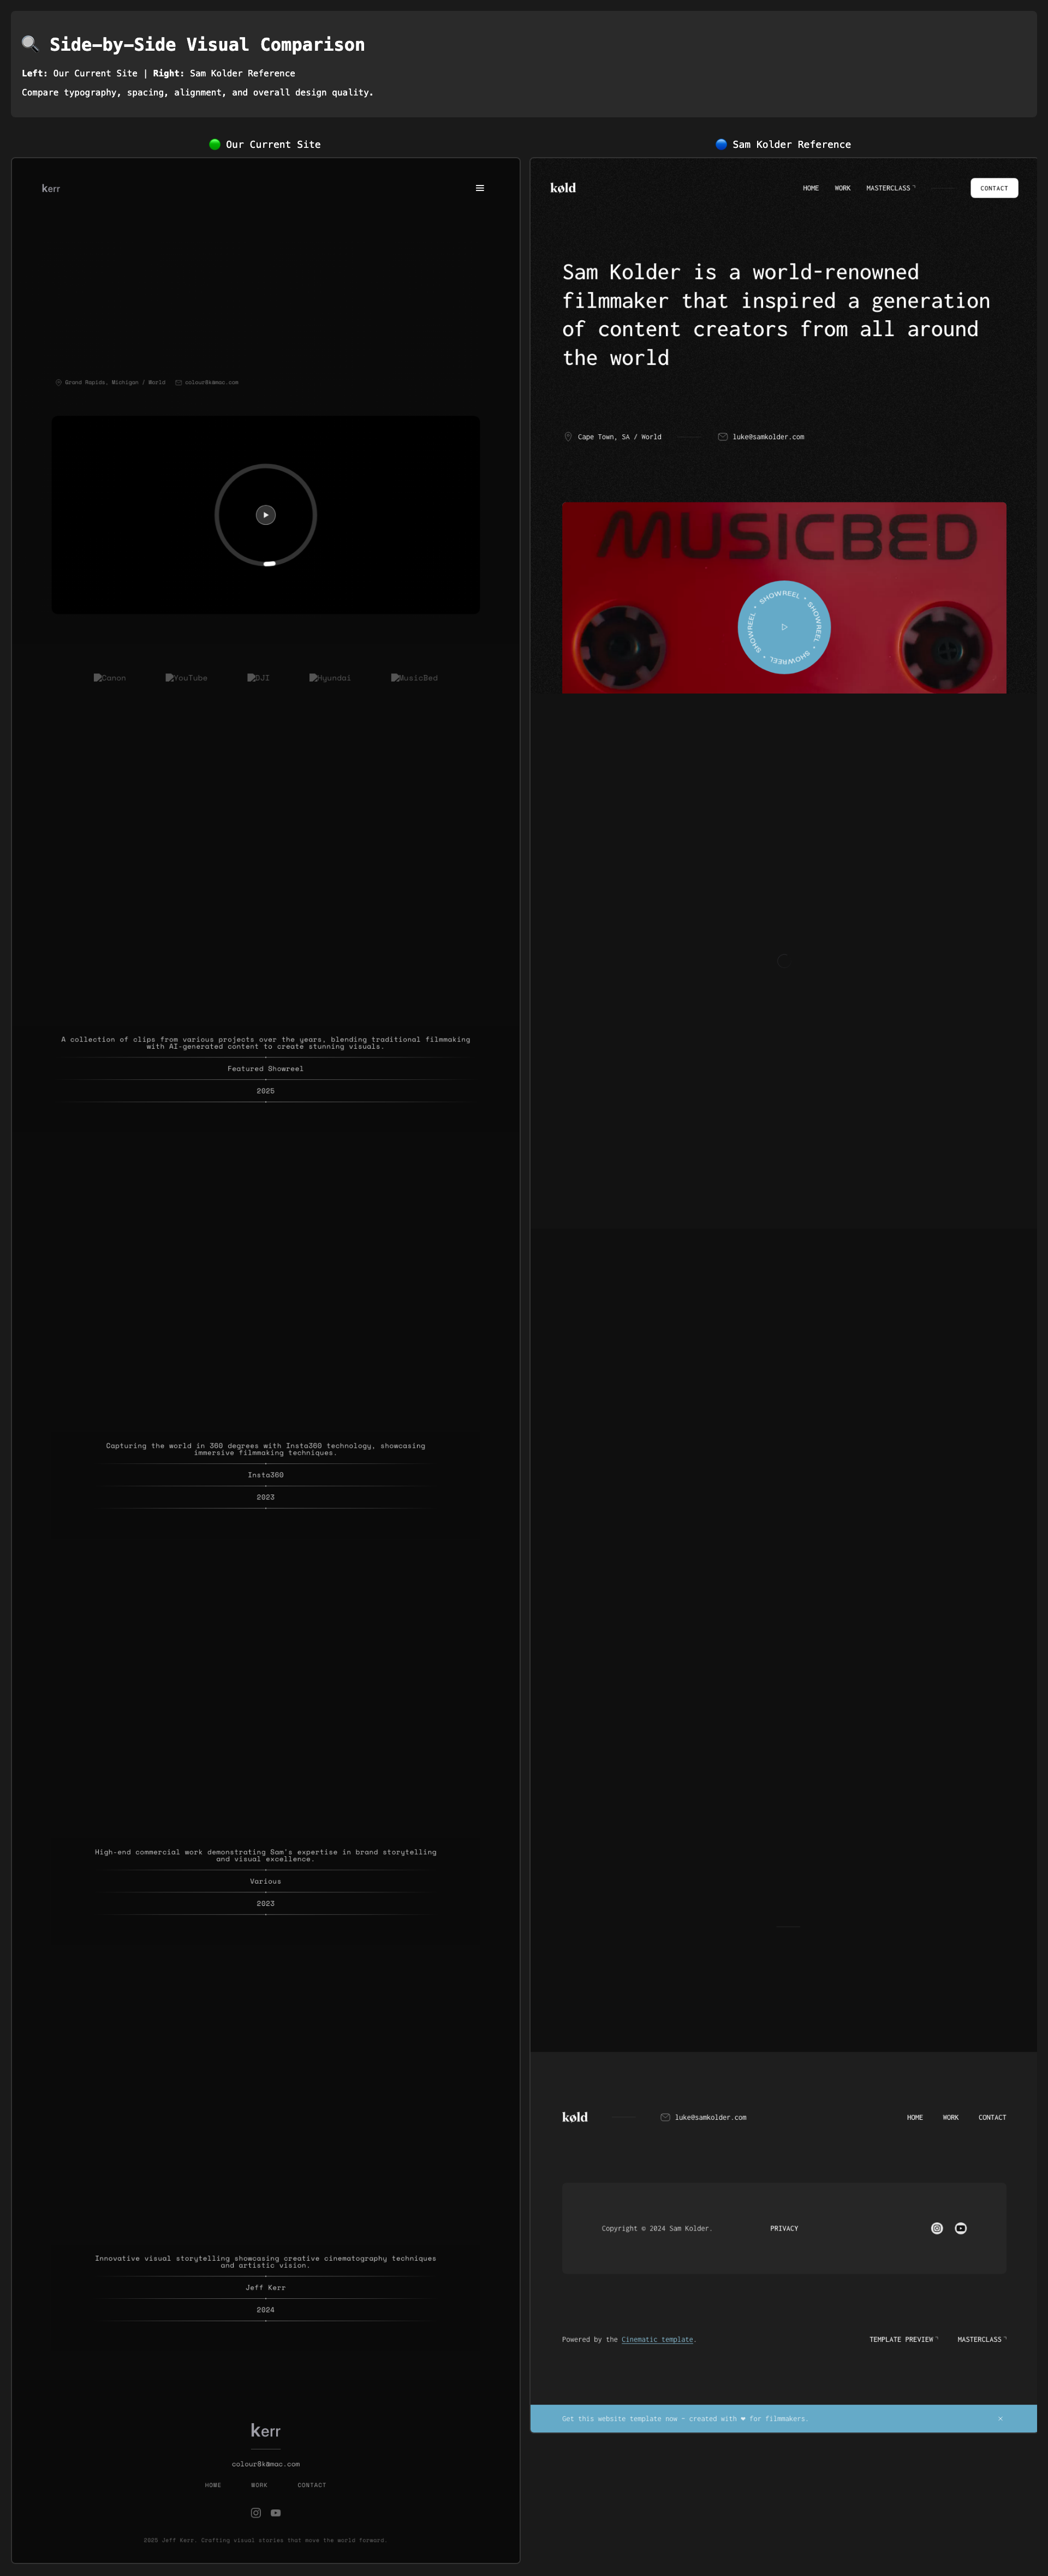 🔍 Side-by-Side Visual Comparison
Left: Our Current Site | Right: Sam Kolder Reference
Compare typography, spacing, alignment, and overall design quality.
🟢 Our Current Site
kerr
Grand Rapids, Michigan / World
colour8k@mac.com
Canon
YouTube
DJI
Hyundai
MusicBed
A collection of clips from various projects over the years, blending traditional filmmaking
with AI-generated content to create stunning visuals.
Featured Showreel
2025
Capturing the world in 360 degrees with Insta360 technology, showcasing
immersive filmmaking techniques.
Insta360
2023
High-end commercial work demonstrating Sam's expertise in brand storytelling
and visual excellence.
Various
2023
Innovative visual storytelling showcasing creative cinematography techniques
and artistic vision.
Jeff Kerr
2024
kerr
colour8k@mac.com
HOME WORK CONTACT
2025 Jeff Kerr. Crafting visual stories that move the world forward.
🔵 Sam Kolder Reference
køld
HOME WORK MASTERCLASS
CONTACT
Sam Kolder is a world-renowned
filmmaker that inspired a generation
of content creators from all around
the world
Cape Town, SA / World
luke@samkolder.com
MUSICBED
SHOWREEL • SHOWREEL • SHOWREEL • SHOWREEL •
køld
luke@samkolder.com
HOME WORK CONTACT
Copyright © 2024 Sam Kolder.
PRIVACY
Powered by the Cinematic template.
TEMPLATE PREVIEW
MASTERCLASS
Get this website template now – created with ❤ for filmmakers.
×